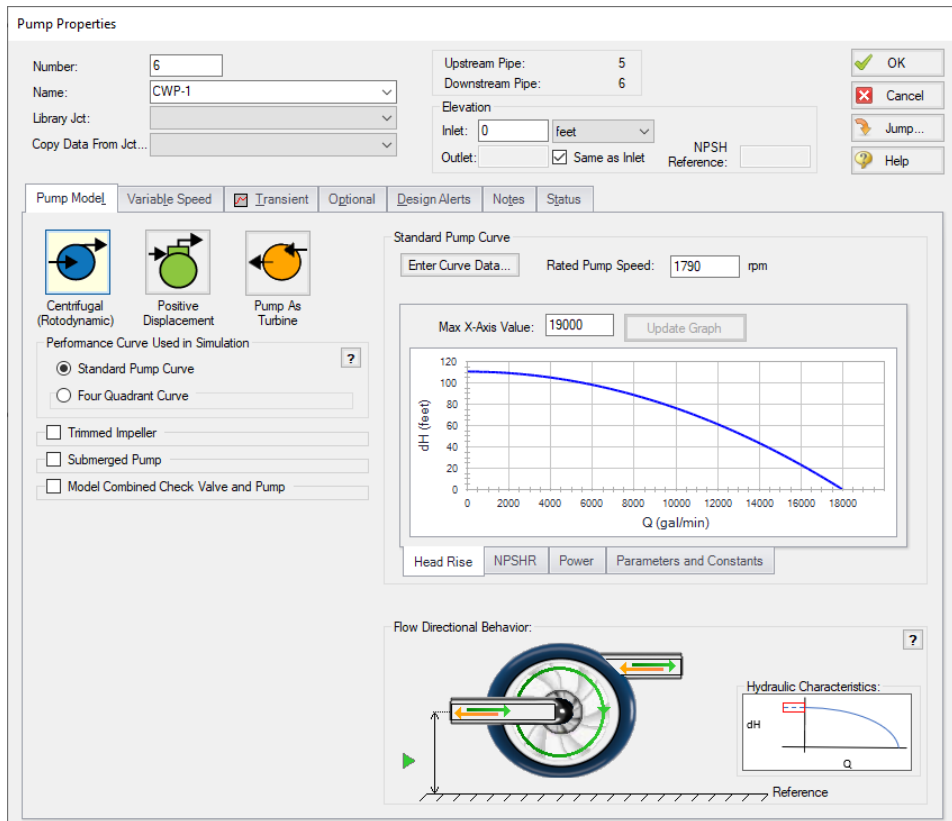 Pump Properties
Number: 6
Name: CWP-1
Library Jct:
Copy Data From Jct...
Upstream Pipe: 5
Downstream Pipe: 6
Elevation
Inlet: 0 feet
Outlet: Same as Inlet
NPSH
Reference:
OK
Cancel
Jump...
Help
Pump Model Variable Speed Transient Optional Design Alerts Notes Status
Centrifugal
(Rotodynamic)
Positive
Displacement
Pump As
Turbine
Performance Curve Used in Simulation
?
Standard Pump Curve
Four Quadrant Curve
Trimmed Impeller
Submerged Pump
Model Combined Check Valve and Pump
Standard Pump Curve
Enter Curve Data... Rated Pump Speed: 1790 rpm
Max X-Axis Value: 19000 Update Graph
120
100
80
60
40
20
0
dH (feet)
0 2000 4000 6000 8000 10000 12000 14000 16000 18000
Q (gal/min)
Head Rise NPSHR Power Parameters and Constants
Flow Directional Behavior:
?
Hydraulic Characteristics:
dH
Q
Reference